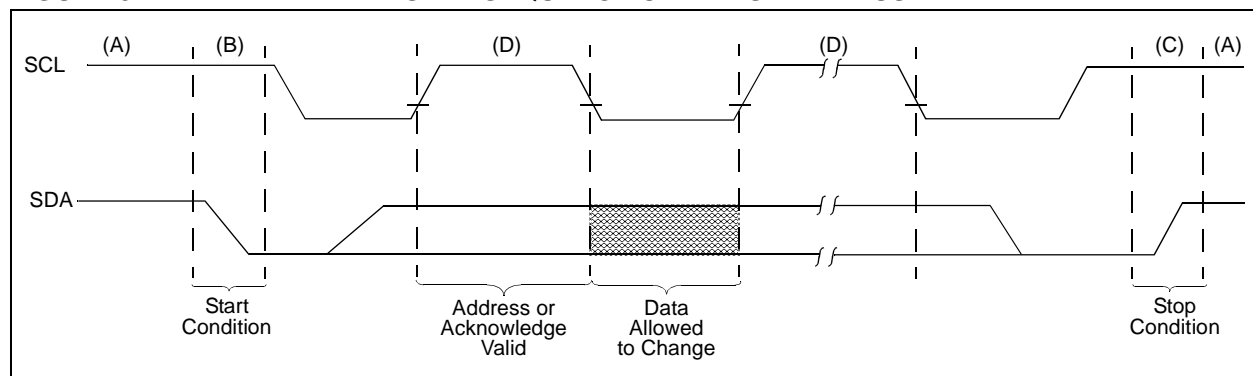 (A) (B) (D) (D) (C) (A)
SCL
SDA
Start
Condition
Address or
Acknowledge
Valid
Data
Allowed
to Change
Stop
Condition